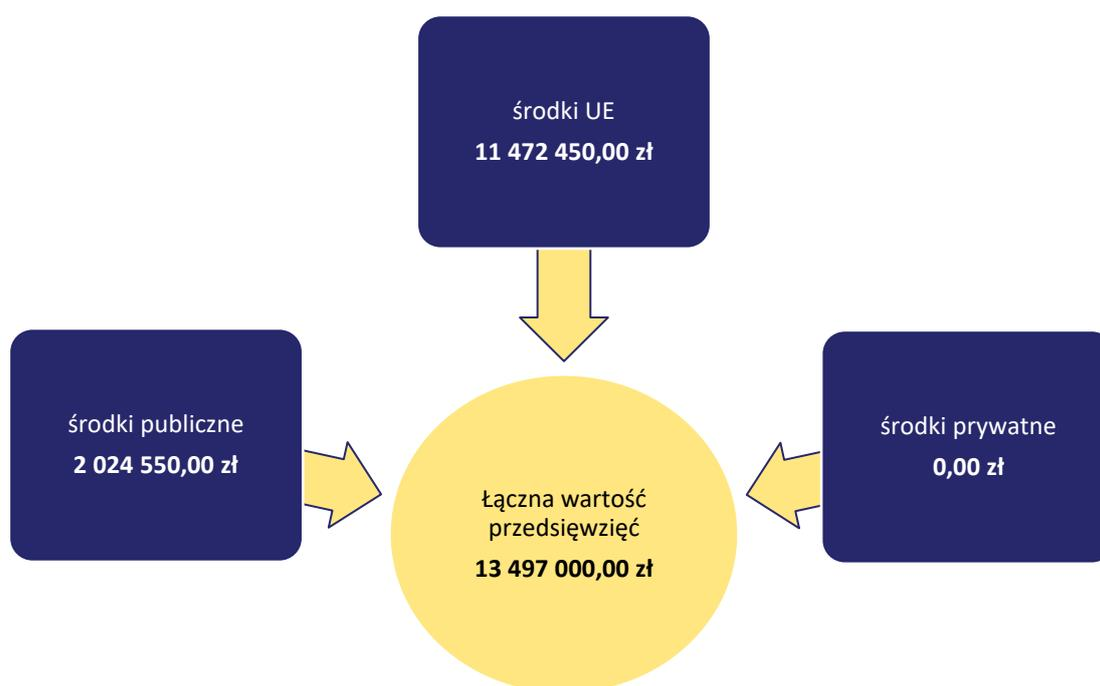 środki UE
11 472 450,00 zł
środki publiczne
2 024 550,00 zł
środki prywatne
0,00 zł
Łączna wartość
przedsięwzięć
13 497 000,00 zł